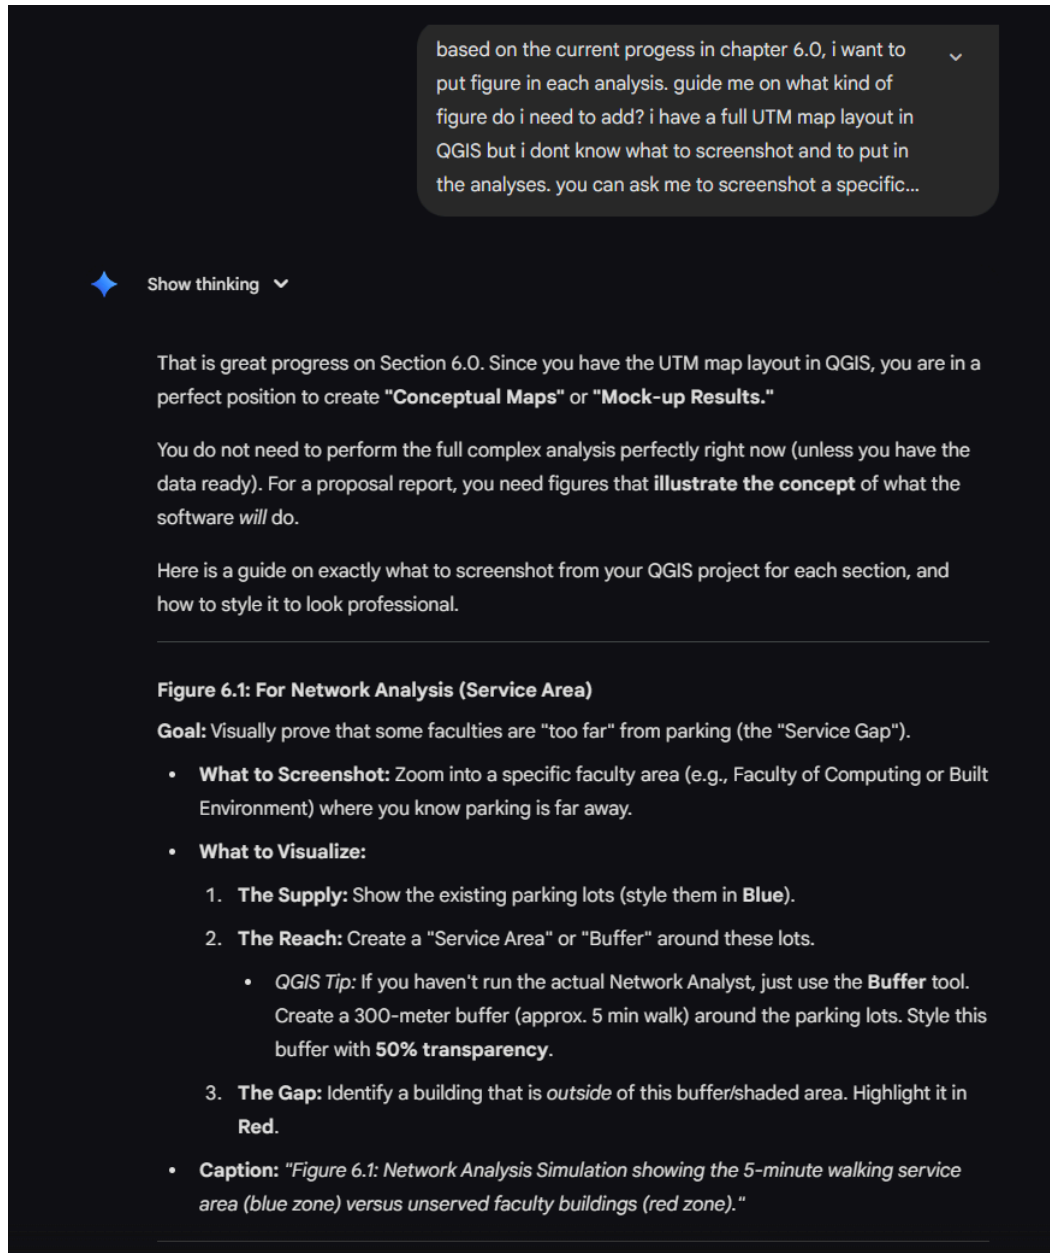 based on the current progess in chapter 6.0, i want to
put figure in each analysis. guide me on what kind of
figure do i need to add? i have a full UTM map layout in
QGIS but i dont know what to screenshot and to put in
the analyses. you can ask me to screenshot a specific...
Show thinking
That is great progress on Section 6.0. Since you have the UTM map layout in QGIS, you are in a
perfect position to create "Conceptual Maps" or "Mock-up Results."
You do not need to perform the full complex analysis perfectly right now (unless you have the
data ready). For a proposal report, you need figures that illustrate the concept of what the
software will do.
Here is a guide on exactly what to screenshot from your QGIS project for each section, and
how to style it to look professional.
Figure 6.1: For Network Analysis (Service Area)
Goal: Visually prove that some faculties are "too far" from parking (the "Service Gap").
• What to Screenshot: Zoom into a specific faculty area (e.g., Faculty of Computing or Built
Environment) where you know parking is far away.
• What to Visualize:
1. The Supply: Show the existing parking lots (style them in Blue).
2. The Reach: Create a "Service Area" or "Buffer" around these lots.
• QGIS Tip: If you haven't run the actual Network Analyst, just use the Buffer tool.
Create a 300-meter buffer (approx. 5 min walk) around the parking lots. Style this
buffer with 50% transparency.
3. The Gap: Identify a building that is outside of this buffer/shaded area. Highlight it in
Red.
• Caption: "Figure 6.1: Network Analysis Simulation showing the 5-minute walking service
area (blue zone) versus unserved faculty buildings (red zone)."